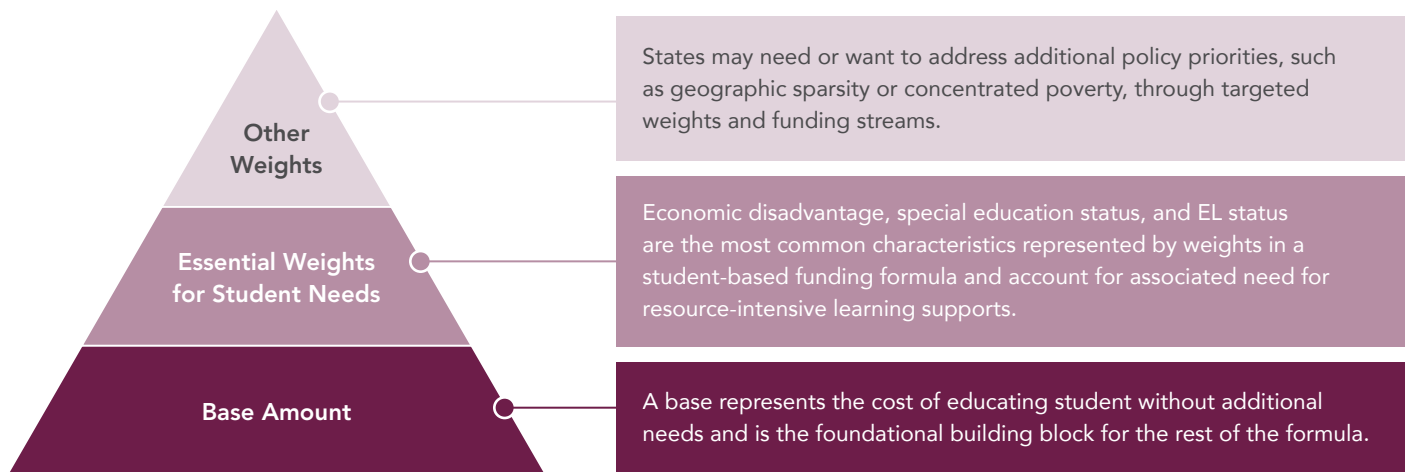 Other
Weights
States may need or want to address additional policy priorities, such
as geographic sparsity or concentrated poverty, through targeted
weights and funding streams.
Essential Weights
for Student Needs
Economic disadvantage, special education status, and EL status
are the most common characteristics represented by weights in a
student-based funding formula and account for associated need for
resource-intensive learning supports.
Base Amount
A base represents the cost of educating student without additional
needs and is the foundational building block for the rest of the formula.